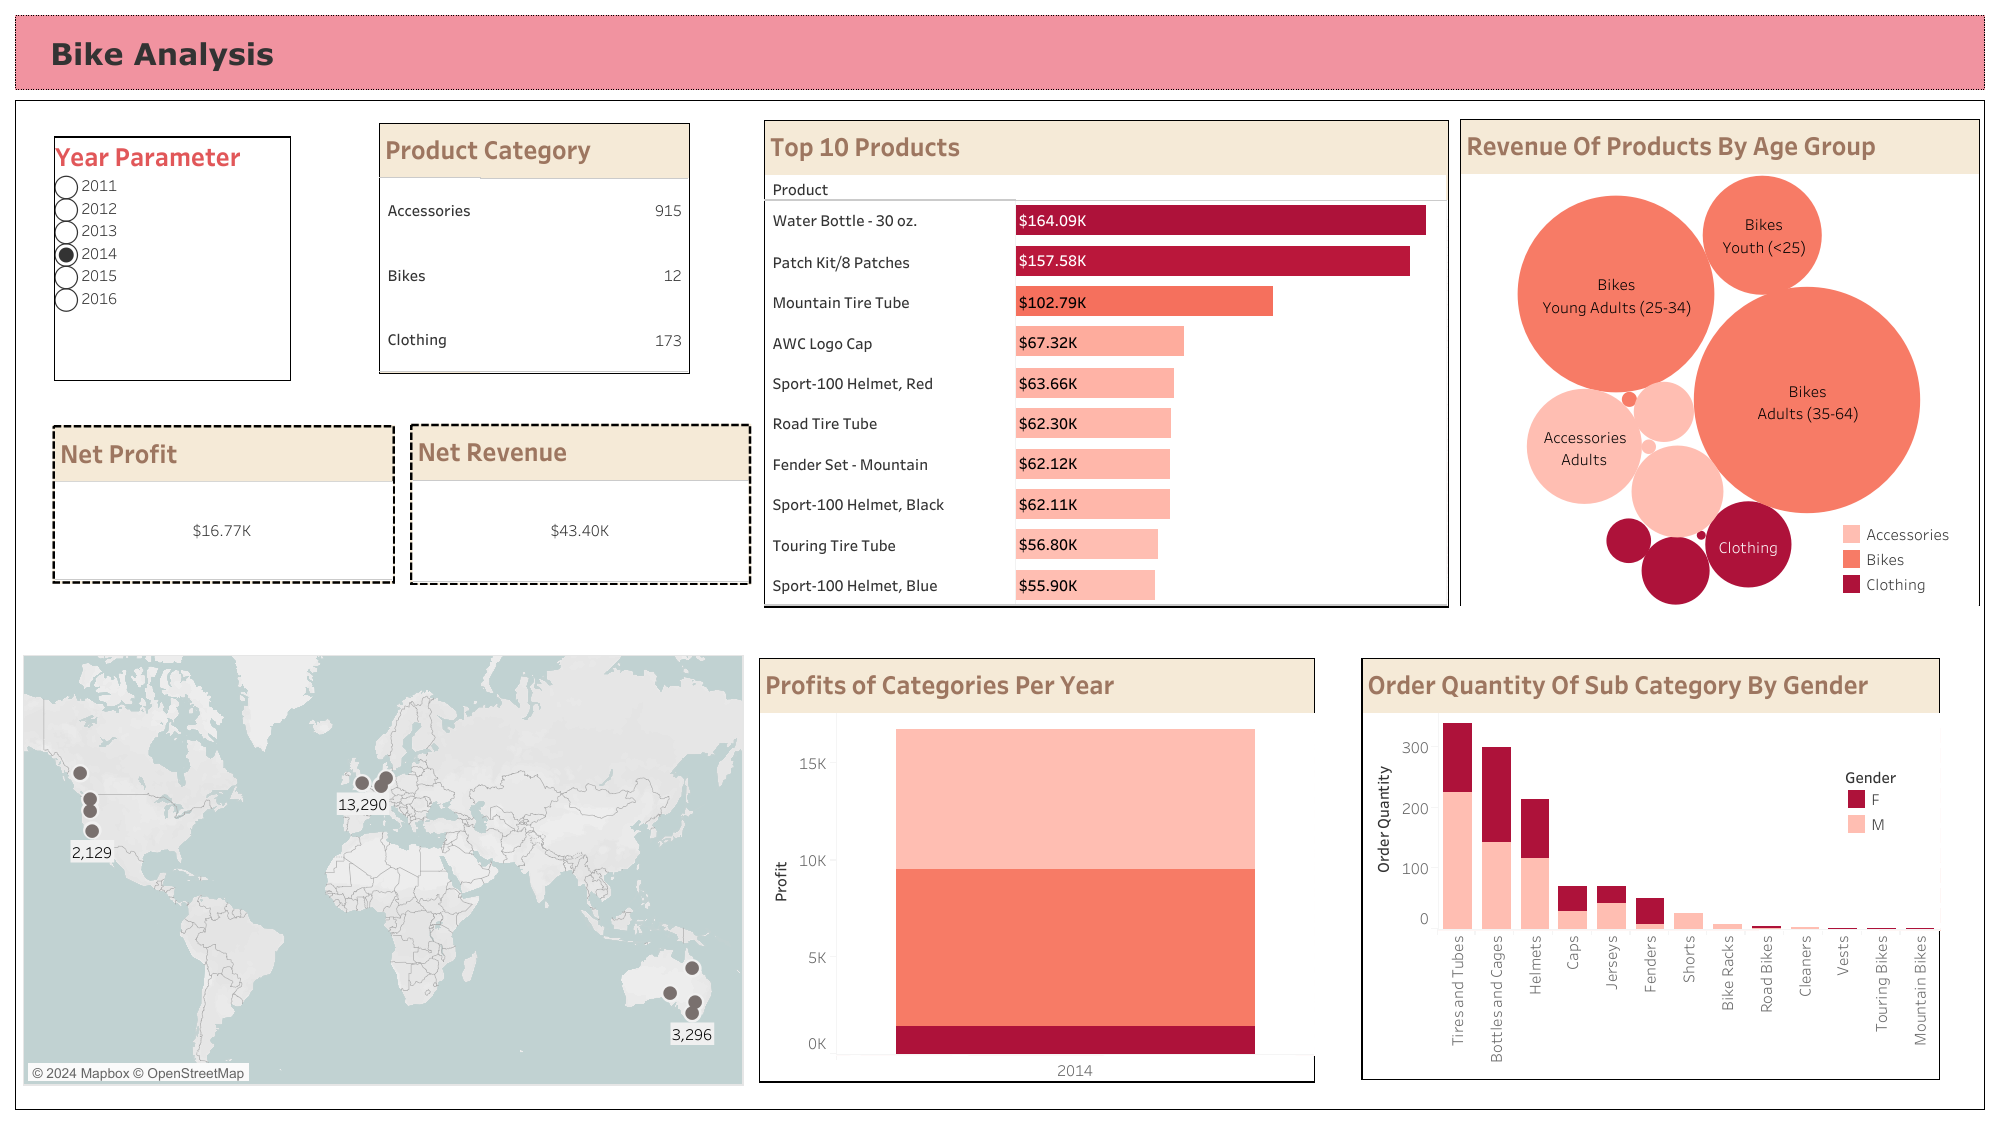 Bike Analysis
Year Parameter
2011
2012
2013
2014
2015
2016
Product Category
Accessories 915
Bikes 12
Clothing 173
Net Profit
$16.77K
Net Revenue
$43.40K
Top 10 Products
Product
Water Bottle - 30 oz. $164.09K
Patch Kit/8 Patches $157.58K
Mountain Tire Tube $102.79K
AWC Logo Cap $67.32K
Sport-100 Helmet, Red $63.66K
Road Tire Tube $62.30K
Fender Set - Mountain $62.12K
Sport-100 Helmet, Black $62.11K
Touring Tire Tube $56.80K
Sport-100 Helmet, Blue $55.90K
Revenue Of Products By Age Group
Bikes
Youth (<25)
Bikes
Young Adults (25-34)
Bikes
Adults (35-64)
Accessories
Adults
Clothing
Accessories
Bikes
Clothing
13,290
2,129
3,296
© 2024 Mapbox © OpenStreetMap
Profits of Categories Per Year
Profit
15K
10K
5K
0K
2014
Order Quantity Of Sub Category By Gender
Order Quantity
300
200
100
0
Gender
F
M
Tires and Tubes
Bottles and Cages
Helmets
Caps
Jerseys
Fenders
Shorts
Bike Racks
Road Bikes
Cleaners
Vests
Touring Bikes
Mountain Bikes